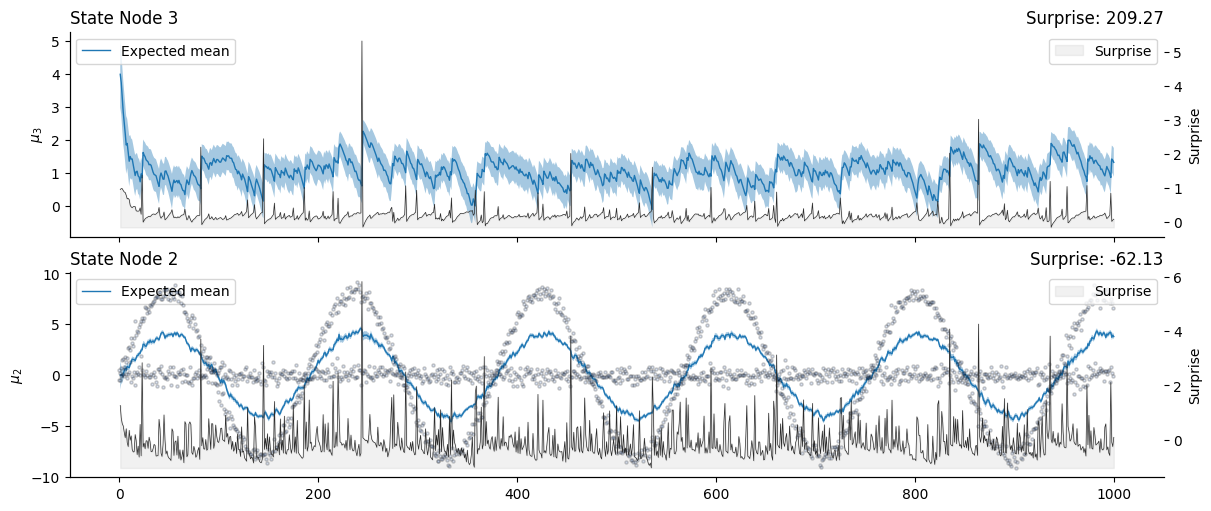 State Node 3
Surprise: 209.27
Expected mean
Surprise
5
4
3
2
1
0
μ3
5
4
3
2
1
0
Surprise
State Node 2
Surprise: -62.13
Expected mean
Surprise
10
5
0
−5
−10
μ2
6
4
2
0
Surprise
0
200
400
600
800
1000